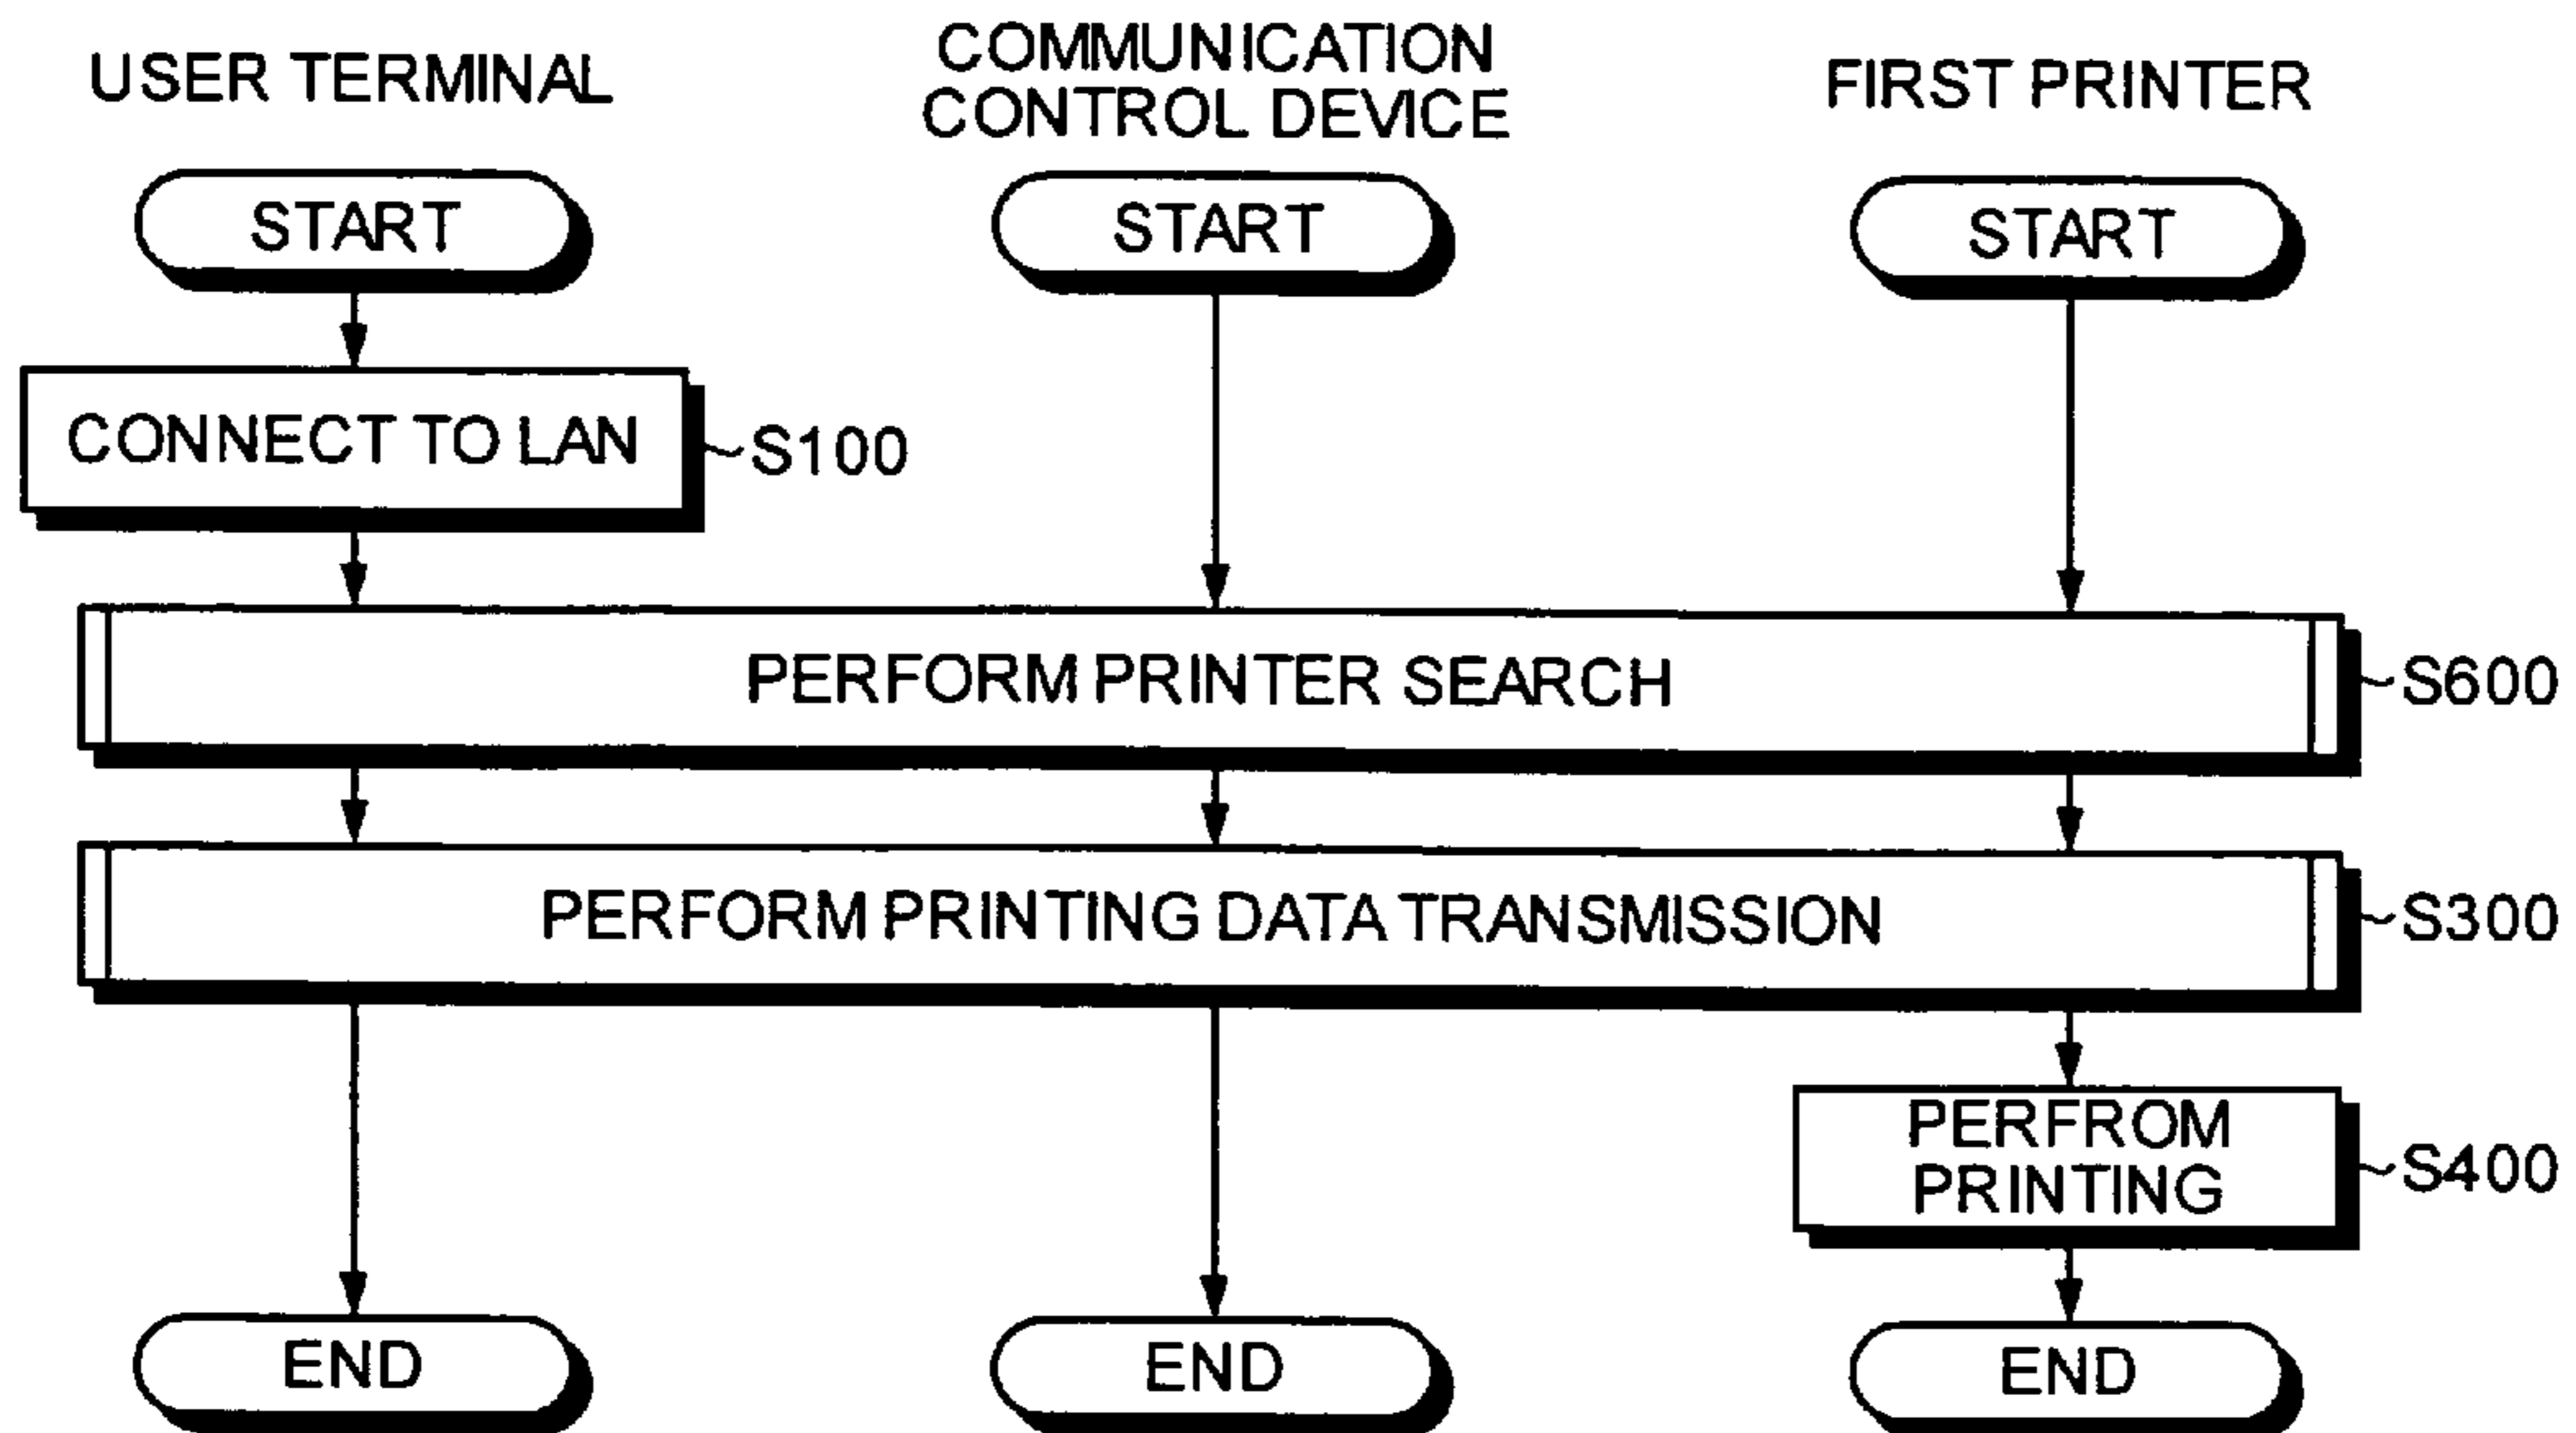 USER TERMINAL
COMMUNICATION
CONTROL DEVICE
FIRST PRINTER
START
START
START
CONNECT TO LAN
~S100
PERFORM PRINTER SEARCH
~S600
PERFORM PRINTING DATA TRANSMISSION
~S300
PERFROM
PRINTING
~S400
END
END
END